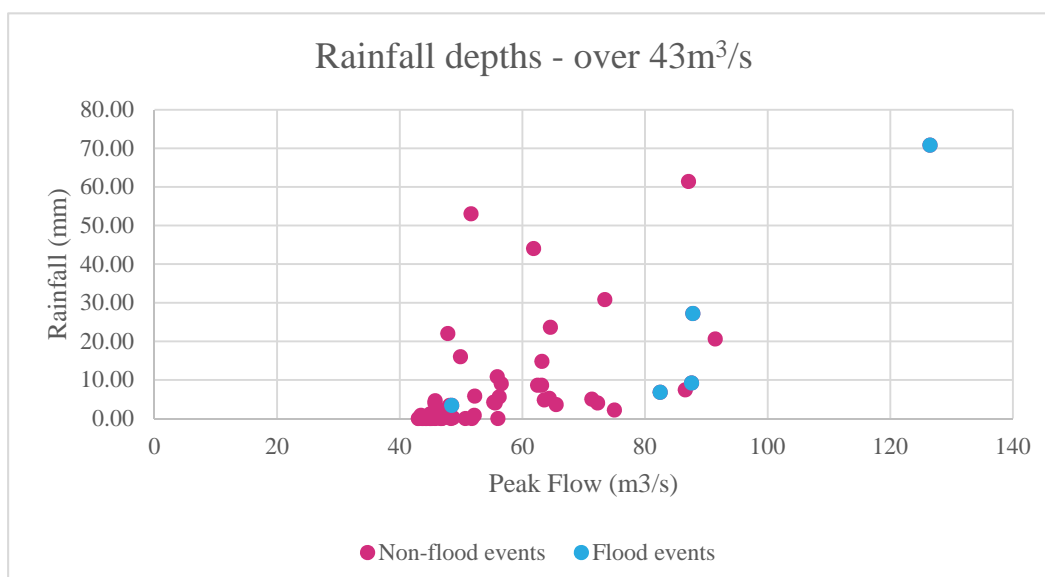 Rainfall depths - over 43m³/s
80.00
70.00
60.00
50.00
40.00
30.00
20.00
10.00
0.00
Rainfall (mm)
0 20 40 60 80 100 120 140
Peak Flow (m3/s)
Non-flood events Flood events